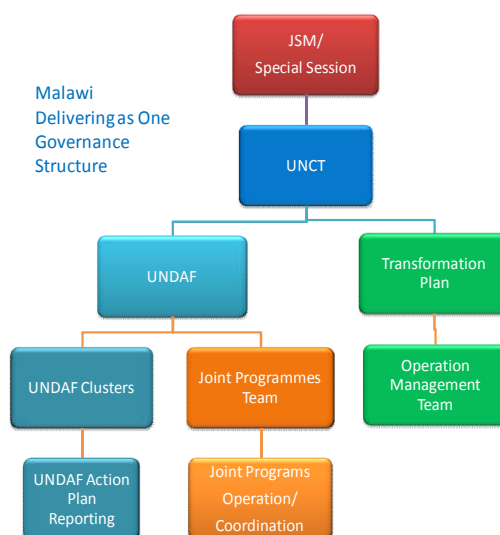 JSM/
Special Session
Malawi
Delivering as One
Governance
Structure
UNCT
UNDAF
Transformation
Plan
UNDAF Clusters
Joint Programmes
Team
Operation
Management
Team
UNDAF Action
Plan
Reporting
Joint Programs
Operation/
Coordination